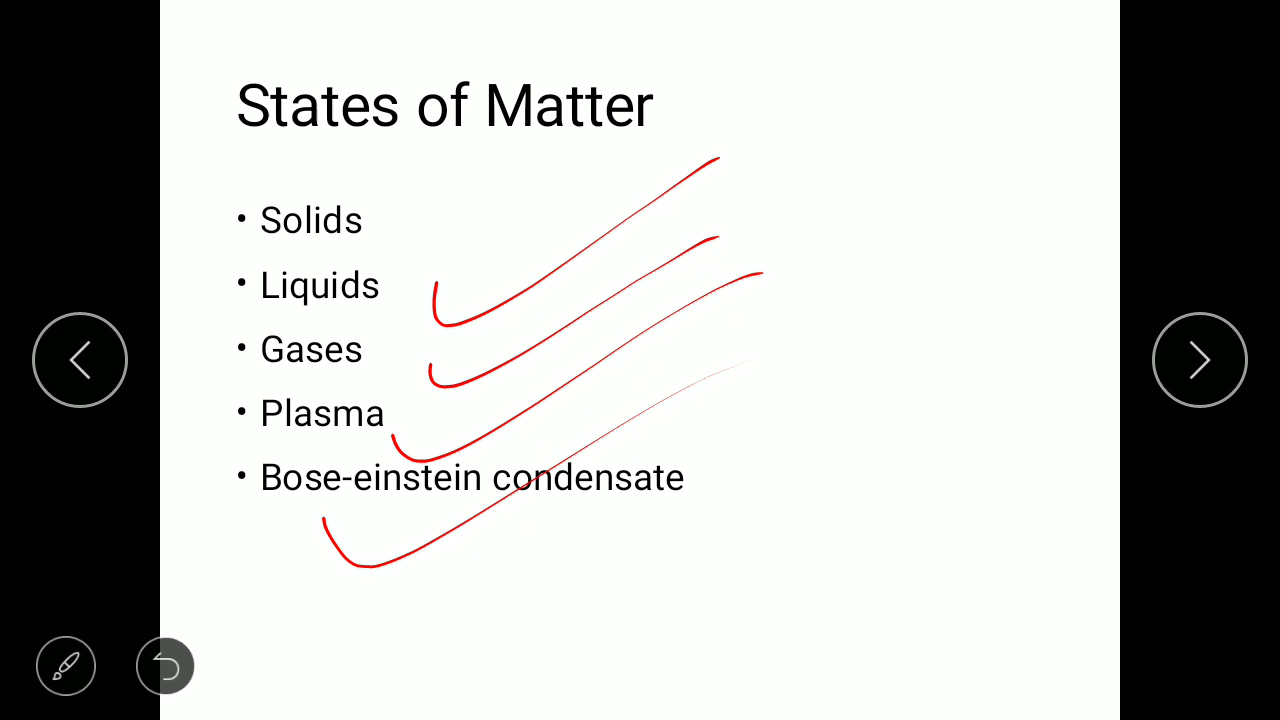 States of Matter
• Solids
• Liquids
• Gases
• Plasma
• Bose-einstein condensate